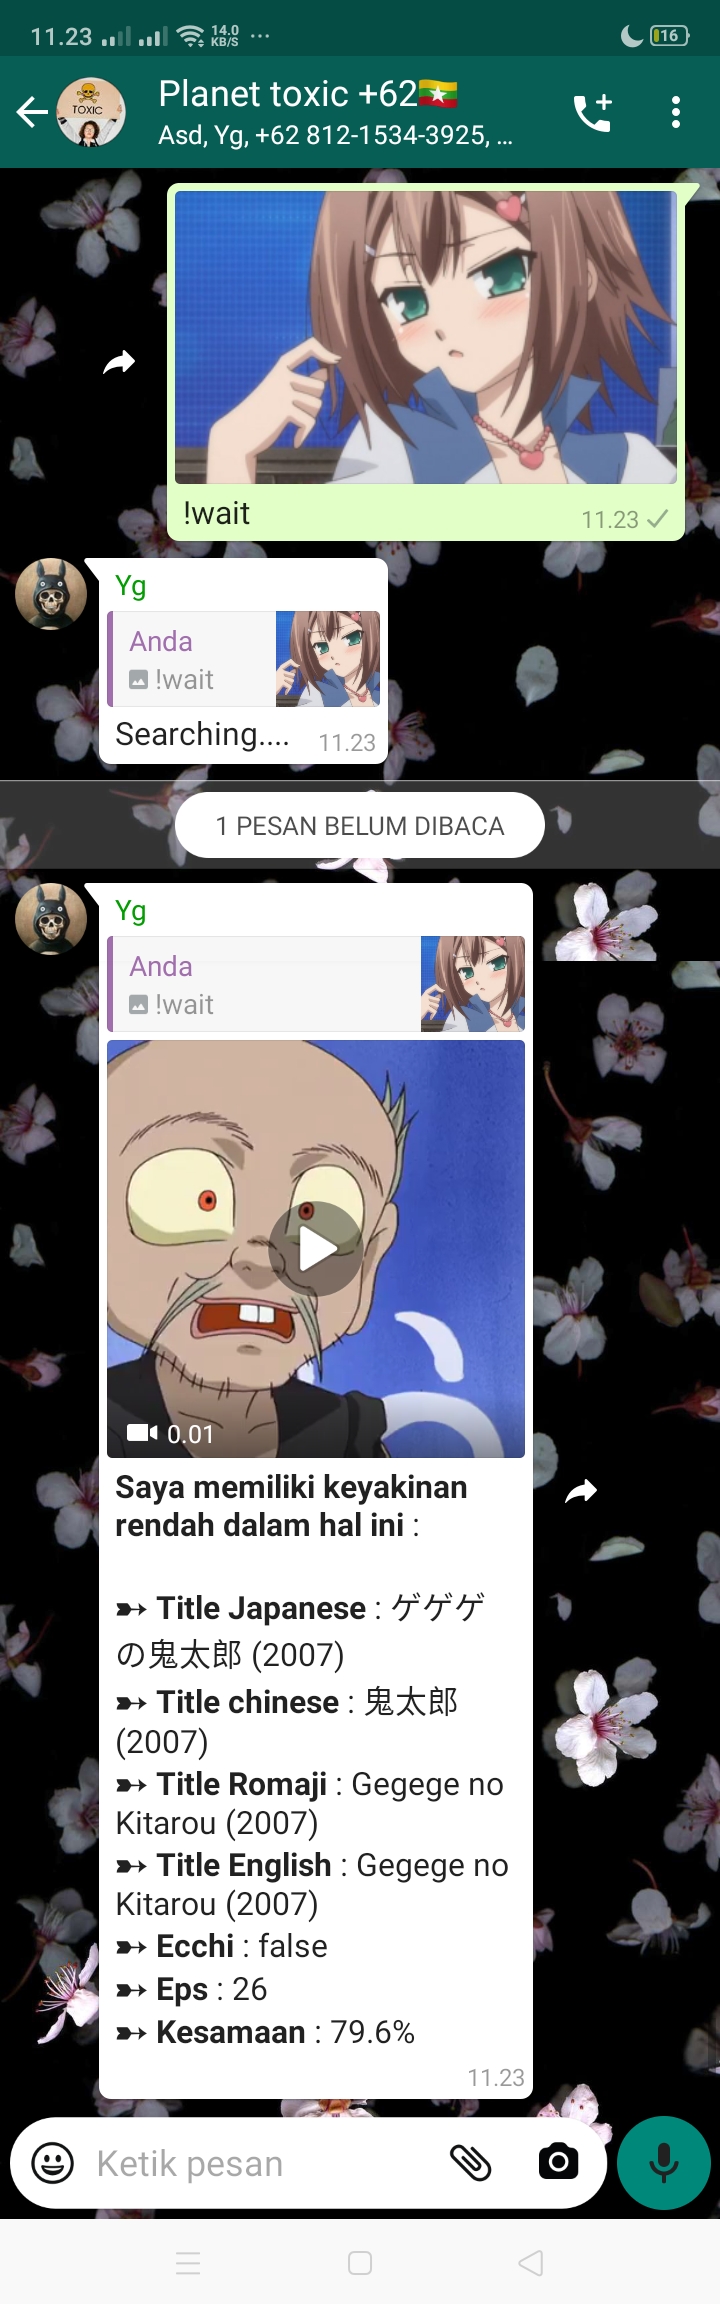 11.23 14.0 KB/S ... 16
Planet toxic +62🇲🇲
Asd, Yg, +62 812-1534-3925, ...
TOXIC
!wait 11.23
Yg
Anda
!wait
Searching.... 11.23
1 PESAN BELUM DIBACA
Yg
Anda
!wait
0.01
Saya memiliki keyakinan
rendah dalam hal ini :
➽ Title Japanese : ゲゲゲ
の鬼太郎 (2007)
➽ Title chinese : 鬼太郎
(2007)
➽ Title Romaji : Gegege no
Kitarou (2007)
➽ Title English : Gegege no
Kitarou (2007)
➽ Ecchi : false
➽ Eps : 26
➽ Kesamaan : 79.6%
11.23
Ketik pesan